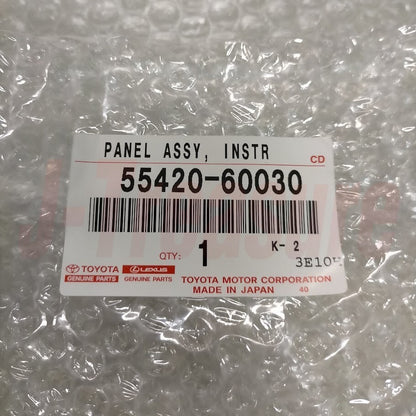 PANEL ASSY, INSTR
CD
55420-60030
K- 2
QTY: 1
3E10
TOYOTA LEXUS
GENUINE PARTS GENUINE PARTS
TOYOTA MOTOR CORPORATION
MADE IN JAPAN 40